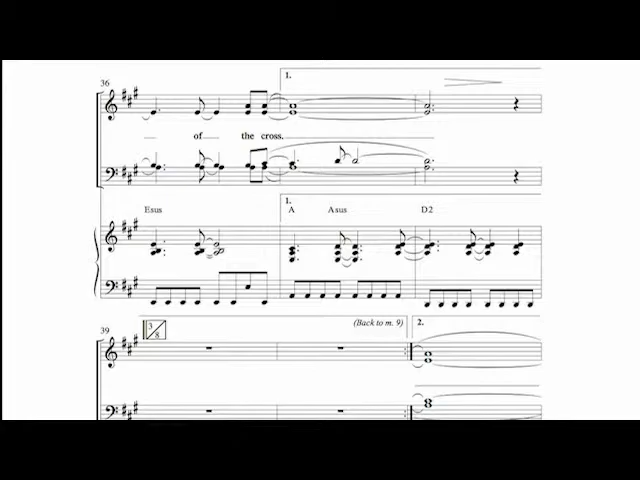 1.
36
of the cross.
1.
Esus A Asus D2
39 3 (Back to m. 9) 2.
8